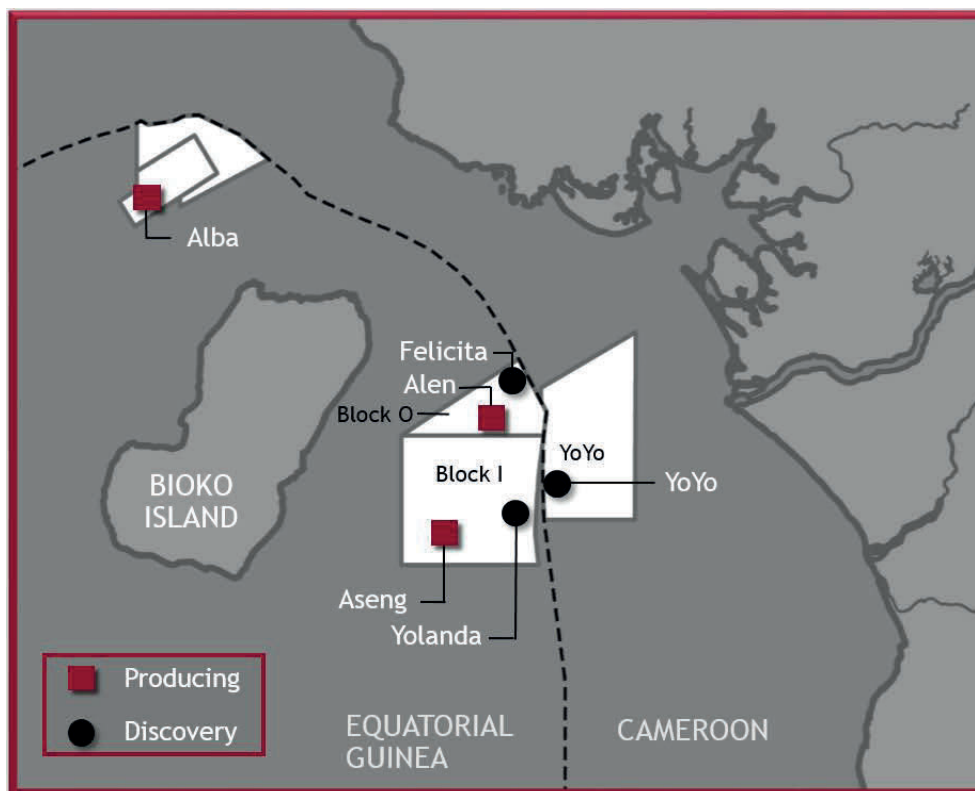 Alba
Felicita
Alen
Block O
Block I
YoYo
YoYo
BIOKO
ISLAND
Aseng
Yolanda
Producing
Discovery
EQUATORIAL
GUINEA
CAMEROON